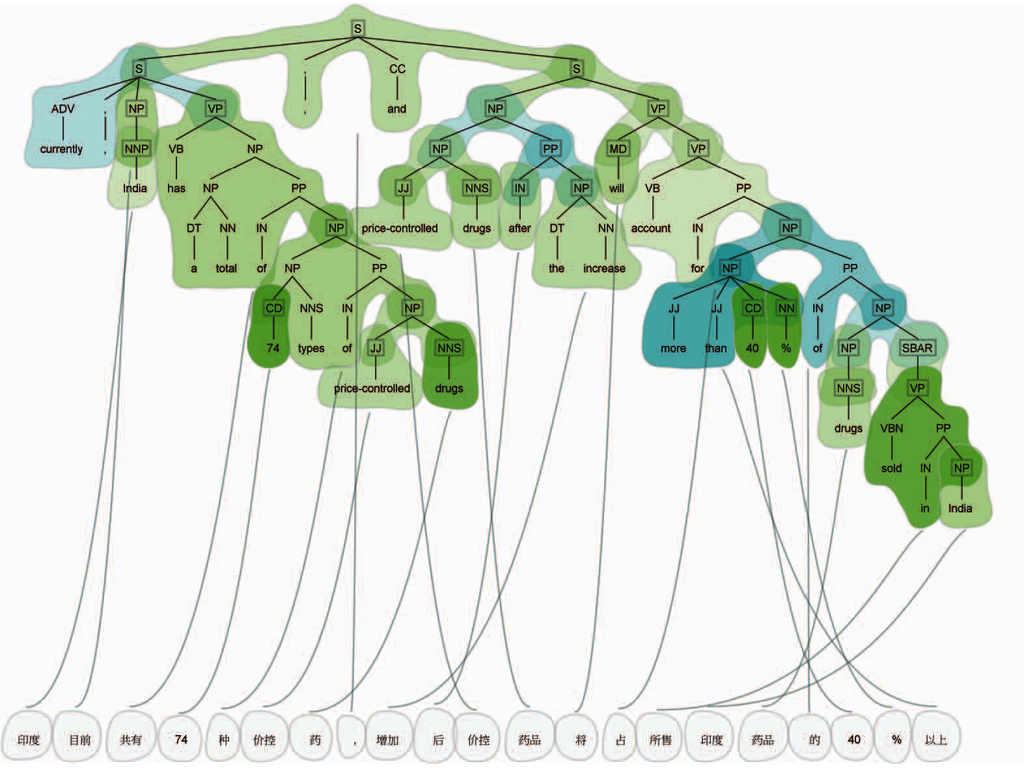 S
S , CC S
ADV , NP VP and NP VP
currently , NNP VB NP NP PP MD VP
India has NP PP JJ NNS IN NP will VB PP
DT NN IN NP price-controlled drugs after DT NN account IN NP
a total of NP PP the increase for NP PP
CD NNS IN NP JJ JJ CD NN IN NP
74 types of JJ NNS more than 40 % of NP SBAR
price-controlled drugs NNS VP
drugs VBN PP
sold IN NP
in India
印度 目前 共有 74 种 价控 药 , 增加 后 价控 药品 将 占 所售 印度 药品 的 40 % 以上